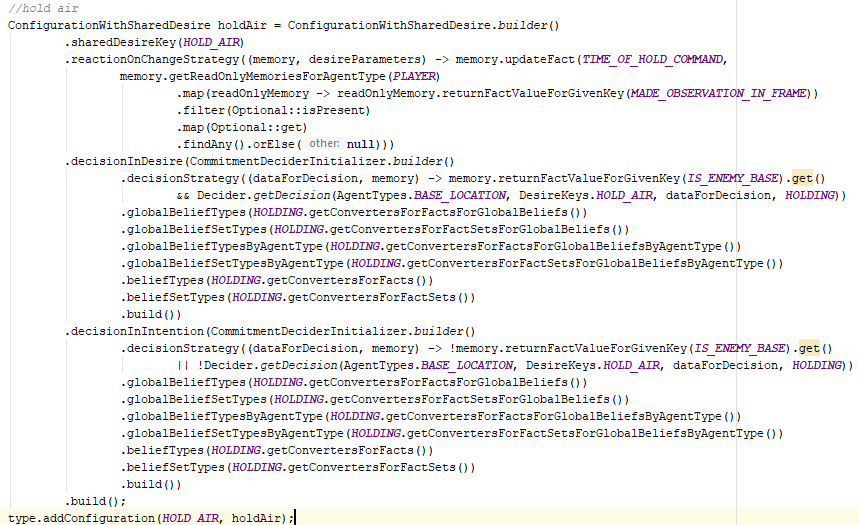 //hold air
ConfigurationWithSharedDesire holdAir = ConfigurationWithSharedDesire.builder()
        .sharedDesireKey(HOLD_AIR)
        .reactionOnChangeStrategy((memory, desireParameters) -> memory.updateFact(TIME_OF_HOLD_COMMAND,
                memory.getReadOnlyMemoriesForAgentType(PLAYER)
                        .map(readOnlyMemory -> readOnlyMemory.returnFactValueForGivenKey(MADE_OBSERVATION_IN_FRAME))
                        .filter(Optional::isPresent)
                        .map(Optional::get)
                        .findAny().orElse( other: null)))
        .decisionInDesire(CommitmentDeciderInitializer.builder()
                .decisionStrategy((dataForDecision, memory) -> memory.returnFactValueForGivenKey(IS_ENEMY_BASE).get()
                        && Decider.getDecision(AgentTypes.BASE_LOCATION, DesireKeys.HOLD_AIR, dataForDecision, HOLDING))
                .globalBeliefTypes(HOLDING.getConvertersForFactsForGlobalBeliefs())
                .globalBeliefSetTypes(HOLDING.getConvertersForFactSetsForGlobalBeliefs())
                .globalBeliefTypesByAgentType(HOLDING.getConvertersForFactsForGlobalBeliefsByAgentType())
                .globalBeliefSetTypesByAgentType(HOLDING.getConvertersForFactSetsForGlobalBeliefsByAgentType())
                .beliefTypes(HOLDING.getConvertersForFacts())
                .beliefSetTypes(HOLDING.getConvertersForFactSets())
                .build())
        .decisionInIntention(CommitmentDeciderInitializer.builder()
                .decisionStrategy((dataForDecision, memory) -> !memory.returnFactValueForGivenKey(IS_ENEMY_BASE).get()
                        || !Decider.getDecision(AgentTypes.BASE_LOCATION, DesireKeys.HOLD_AIR, dataForDecision, HOLDING))
                .globalBeliefTypes(HOLDING.getConvertersForFactsForGlobalBeliefs())
                .globalBeliefSetTypes(HOLDING.getConvertersForFactSetsForGlobalBeliefs())
                .globalBeliefTypesByAgentType(HOLDING.getConvertersForFactsForGlobalBeliefsByAgentType())
                .globalBeliefSetTypesByAgentType(HOLDING.getConvertersForFactSetsForGlobalBeliefsByAgentType())
                .beliefTypes(HOLDING.getConvertersForFacts())
                .beliefSetTypes(HOLDING.getConvertersForFactSets())
                .build())
        .build();
type.addConfiguration(HOLD_AIR, holdAir);